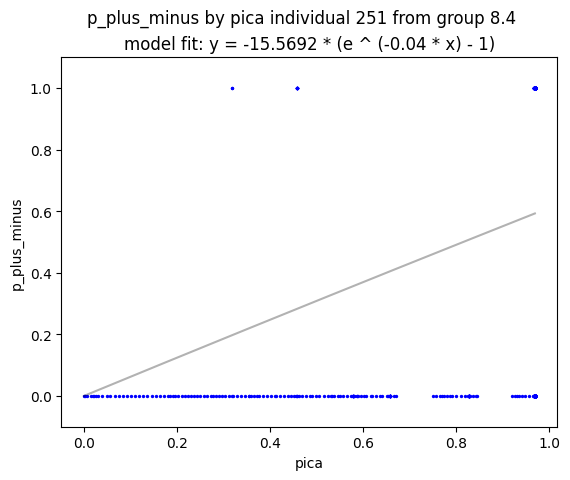 p_plus_minus by pica individual 251 from group 8.4
model fit: y = -15.5692 * (e ^ (-0.04 * x) - 1)
1.0
0.8
0.6
0.4
0.2
0.0
p_plus_minus
0.0 0.2 0.4 0.6 0.8 1.0
pica